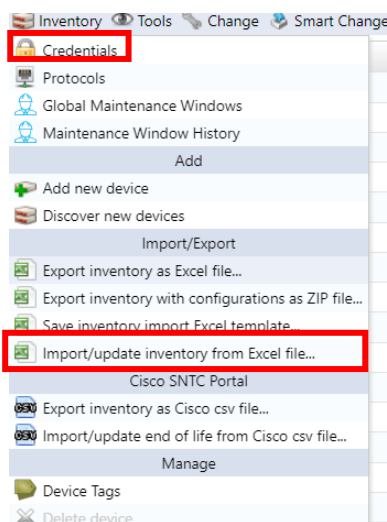 Inventory Tools Change Smart Change
Credentials
Protocols
Global Maintenance Windows
Maintenance Window History
Add
Add new device
Discover new devices
Import/Export
Export inventory as Excel file...
Export inventory with configurations as ZIP file...
Save inventory import Excel template...
Import/update inventory from Excel file...
Cisco SNTC Portal
CSV Export inventory as Cisco csv file...
CSV Import/update end of life from Cisco csv file...
Manage
Device Tags
Delete device